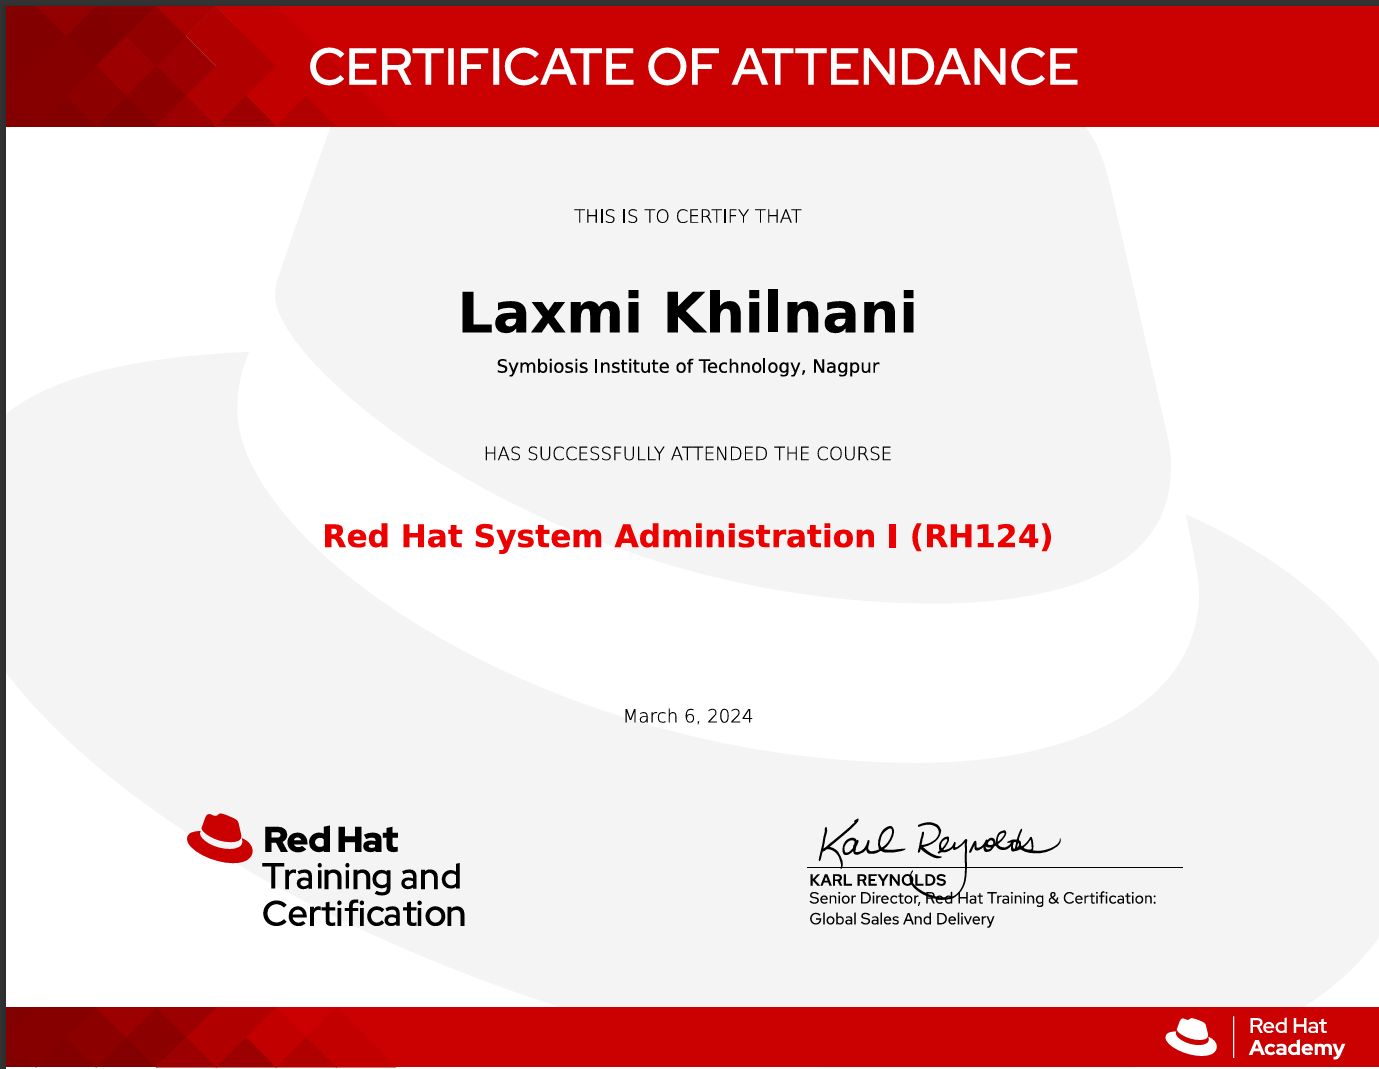 CERTIFICATE OF ATTENDANCE
THIS IS TO CERTIFY THAT
Laxmi Khilnani
Symbiosis Institute of Technology, Nagpur
HAS SUCCESSFULLY ATTENDED THE COURSE
Red Hat System Administration I (RH124)
March 6, 2024
Red Hat
Training and
Certification
Karl Reynolds
KARL REYNOLDS
Senior Director, Red Hat Training & Certification:
Global Sales And Delivery
Red Hat
Academy